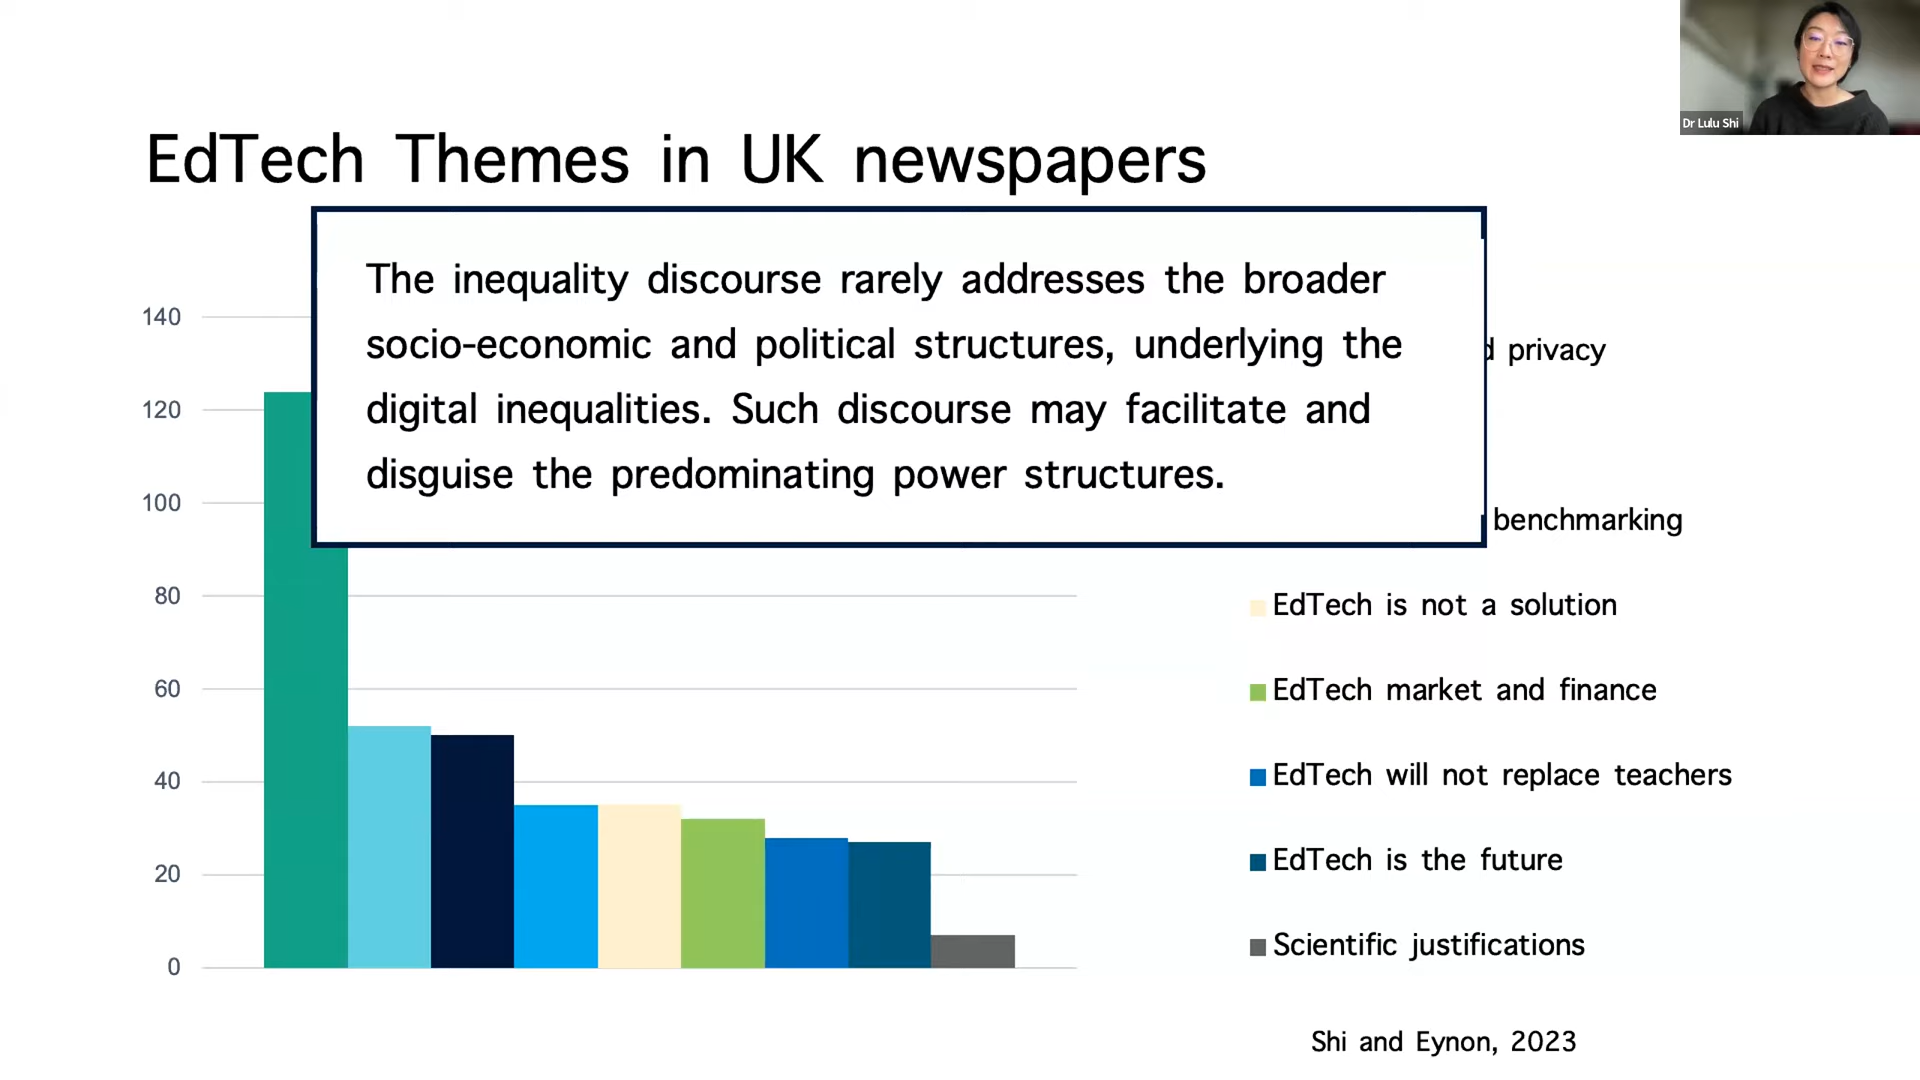 Dr Lulu Shi
EdTech Themes in UK newspapers
The inequality discourse rarely addresses the broader
socio-economic and political structures, underlying the
digital inequalities. Such discourse may facilitate and
disguise the predominating power structures.
140
120
100
80
60
40
20
0
privacy
benchmarking
EdTech is not a solution
EdTech market and finance
EdTech will not replace teachers
EdTech is the future
Scientific justifications
Shi and Eynon, 2023